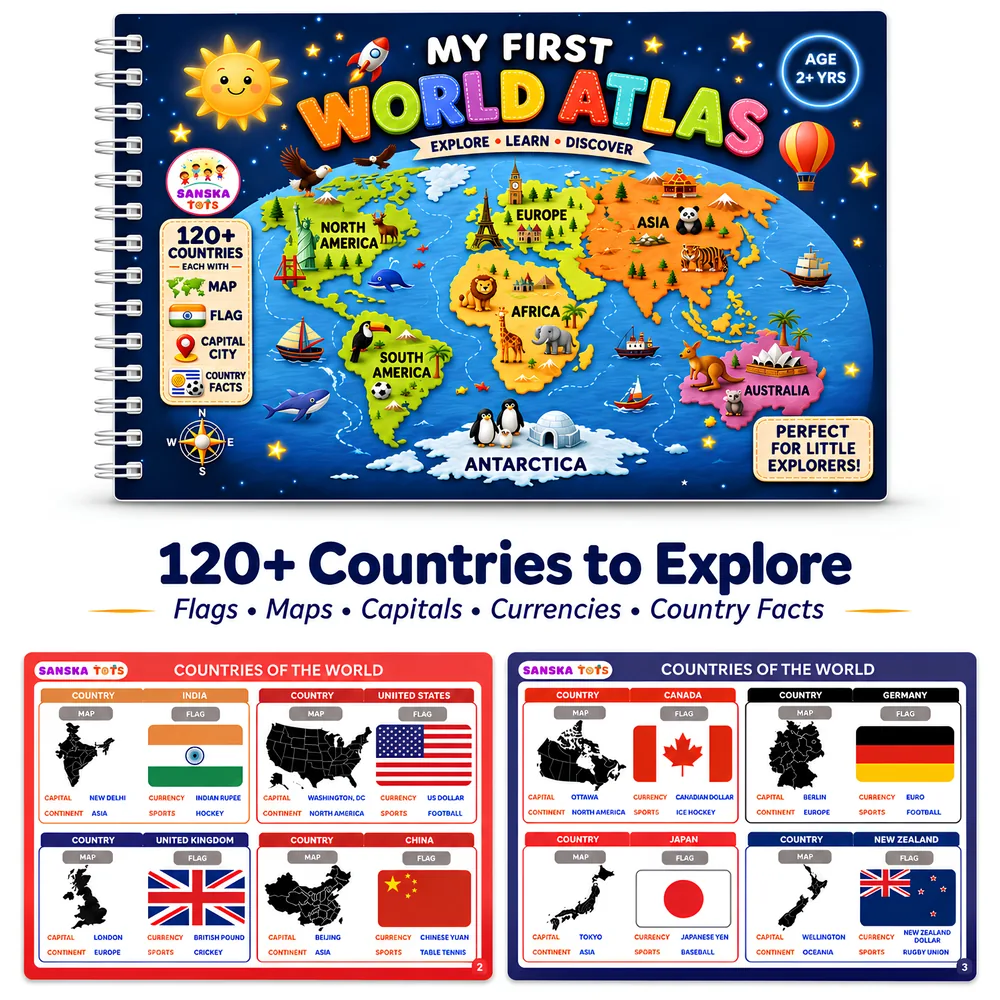 MY FIRST
WORLD ATLAS
EXPLORE • LEARN • DISCOVER
AGE
2+ YRS
SANSKA
TOTS
120+
COUNTRIES
EACH WITH
MAP
FLAG
CAPITAL
CITY
COUNTRY
FACTS
N
W E
S
NORTH
AMERICA
EUROPE
ASIA
AFRICA
SOUTH
AMERICA
AUSTRALIA
ANTARCTICA
PERFECT
FOR LITTLE
EXPLORERS!
120+ Countries to Explore
Flags • Maps • Capitals • Currencies • Country Facts
SANSKA TOTS
COUNTRIES OF THE WORLD
COUNTRY INDIA
MAP FLAG
CAPITAL NEW DELHI CURRENCY INDIAN RUPEE
CONTINENT ASIA SPORTS HOCKEY
COUNTRY UNIITED STATES
MAP FLAG
CAPITAL WASHINGTON, DC CURRENCY US DOLLAR
CONTINENT NORTH AMERICA SPORTS FOOTBALL
COUNTRY UNITED KINGDOM
MAP FLAG
CAPITAL LONDON CURRENCY BRITISH POUND
CONTINENT EUROPE SPORTS CRICKET
COUNTRY CHINA
MAP FLAG
CAPITAL BEIJING CURRENCY CHINESE YUAN
CONTINENT ASIA SPORTS TABLE TENNIS
2
SANSKA TOTS
COUNTRIES OF THE WORLD
COUNTRY CANADA
MAP FLAG
CAPITAL OTTAWA CURRENCY CANADIAN DOLLAR
CONTINENT NORTH AMERICA SPORTS ICE HOCKEY
COUNTRY GERMANY
MAP FLAG
CAPITAL BERLIN CURRENCY EURO
CONTINENT EUROPE SPORTS FOOTBALL
COUNTRY JAPAN
MAP FLAG
CAPITAL TOKYO CURRENCY JAPANESE YEN
CONTINENT ASIA SPORTS BASEBALL
COUNTRY NEW ZEALAND
MAP FLAG
CAPITAL WELLINGTON CURRENCY NEW ZEALAND
DOLLAR
CONTINENT OCEANIA SPORTS RUGBY UNION
3